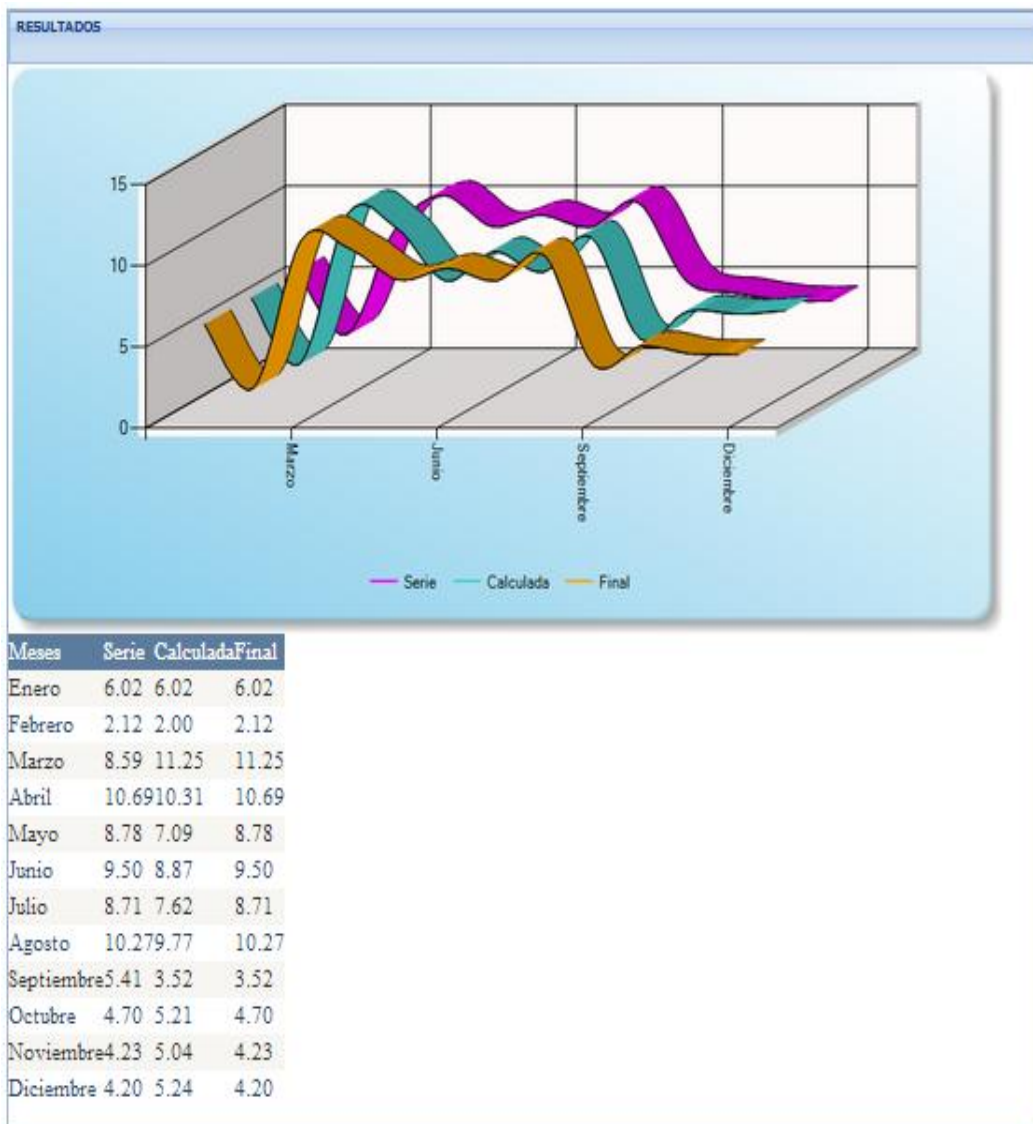 RESULTADOS
15
10
5
0
Marzo
Junio
Septiembre
Diciembre
Serie Calculada Final
Meses Serie Calculada Final
Enero 6.02 6.02 6.02
Febrero 2.12 2.00 2.12
Marzo 8.59 11.25 11.25
Abril 10.69 10.31 10.69
Mayo 8.78 7.09 8.78
Junio 9.50 8.87 9.50
Julio 8.71 7.62 8.71
Agosto 10.27 9.77 10.27
Septiembre 5.41 3.52 3.52
Octubre 4.70 5.21 4.70
Noviembre 4.23 5.04 4.23
Diciembre 4.20 5.24 4.20